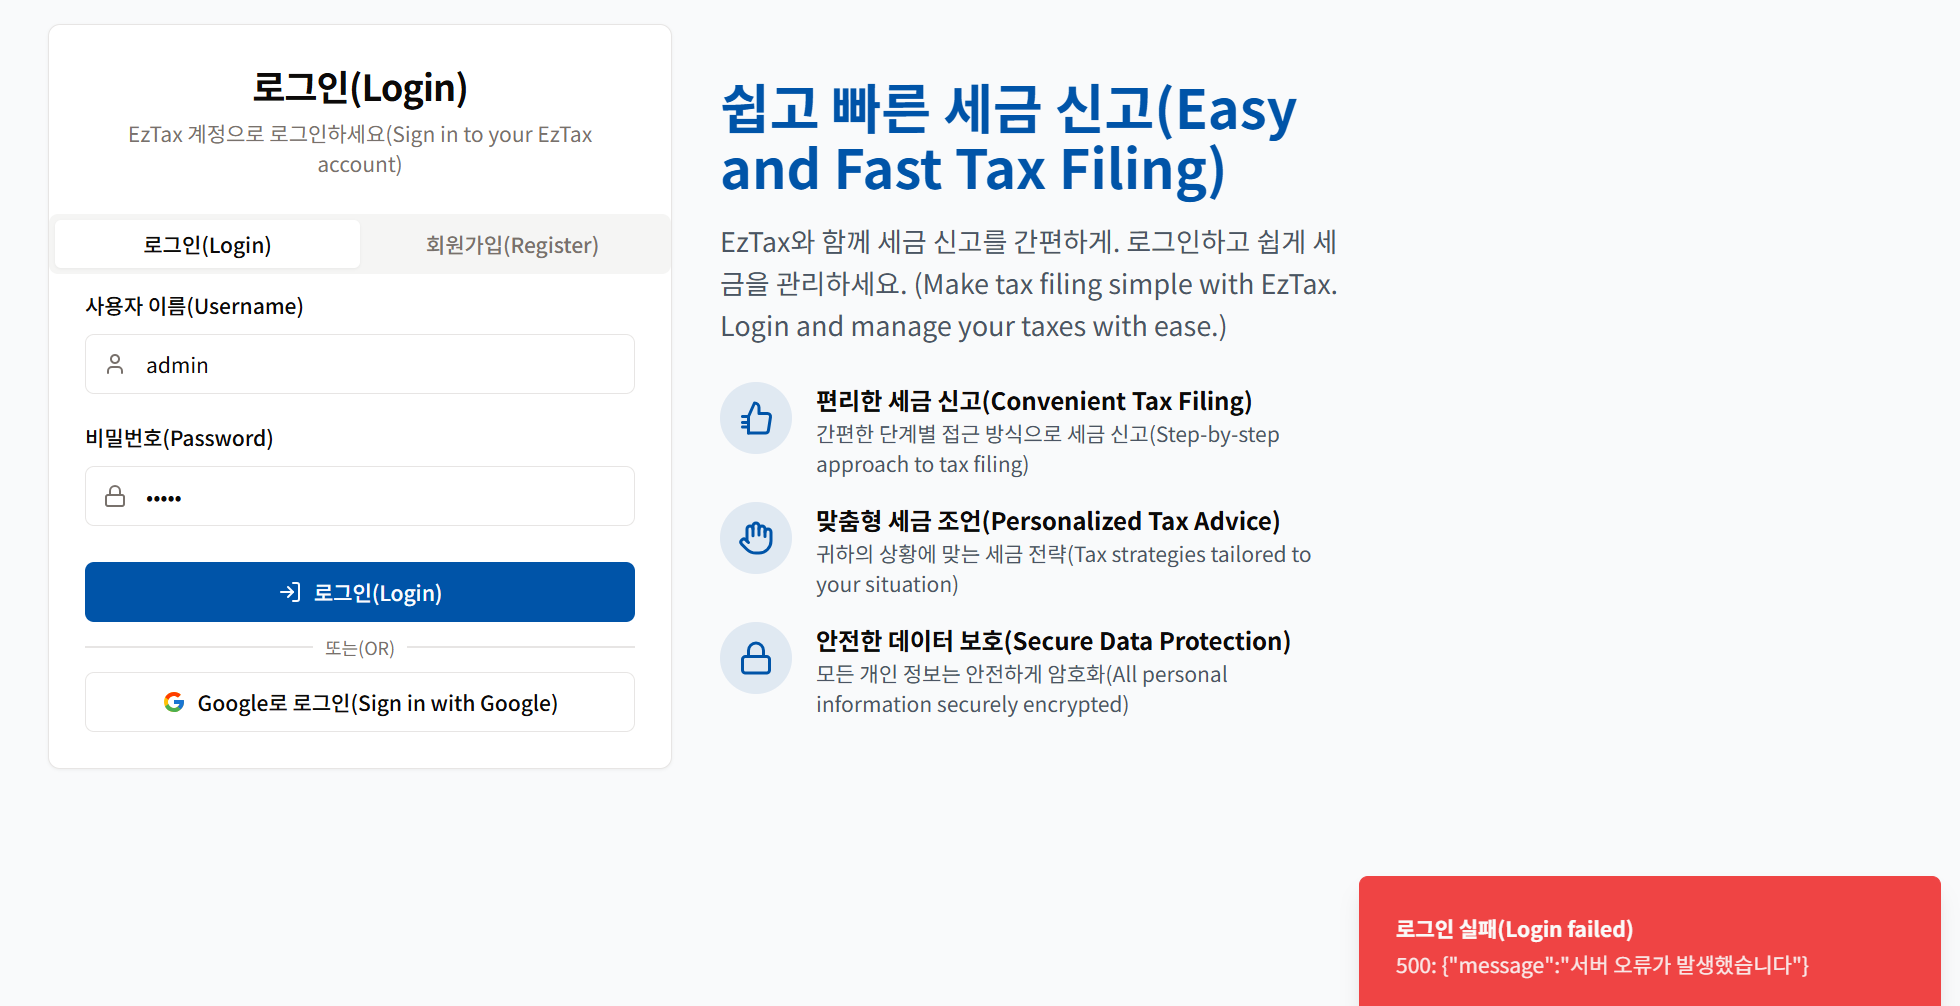 로그인(Login)
EzTax 계정으로 로그인하세요(Sign in to your EzTax
account)
로그인(Login)
회원가입(Register)
사용자 이름(Username)
admin
비밀번호(Password)
•••••
로그인(Login)
또는(OR)
Google로 로그인(Sign in with Google)
쉽고 빠른 세금 신고(Easy
and Fast Tax Filing)
EzTax와 함께 세금 신고를 간편하게. 로그인하고 쉽게 세
금을 관리하세요. (Make tax filing simple with EzTax.
Login and manage your taxes with ease.)
편리한 세금 신고(Convenient Tax Filing)
간편한 단계별 접근 방식으로 세금 신고(Step-by-step
approach to tax filing)
맞춤형 세금 조언(Personalized Tax Advice)
귀하의 상황에 맞는 세금 전략(Tax strategies tailored to
your situation)
안전한 데이터 보호(Secure Data Protection)
모든 개인 정보는 안전하게 암호화(All personal
information securely encrypted)
로그인 실패(Login failed)
500: {"message":"서버 오류가 발생했습니다"}